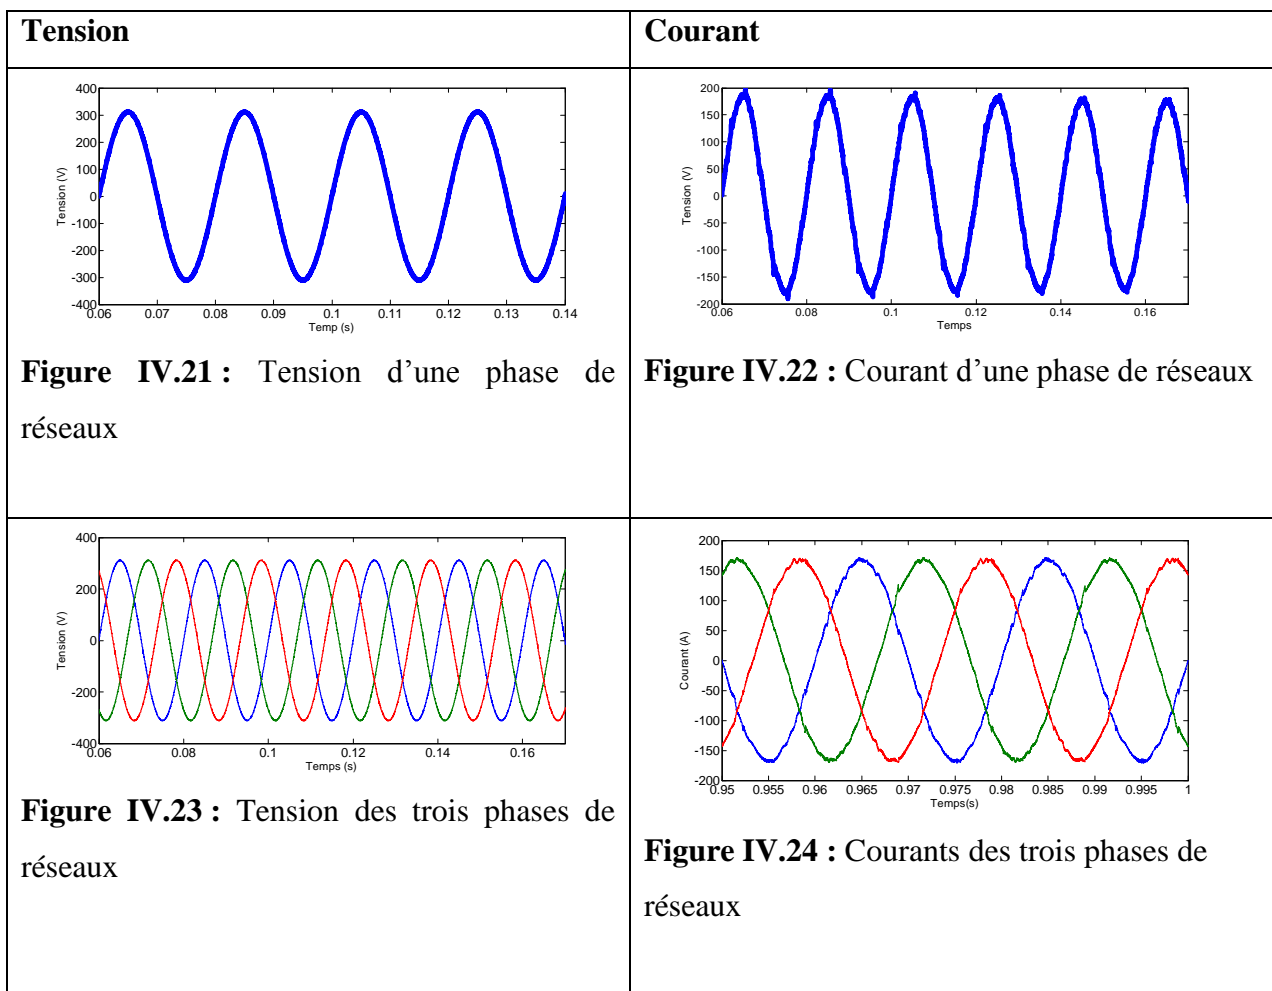 Tension
Courant
400
300
200
100
0
-100
-200
-300
-400
Tension (V)
0.06 0.07 0.08 0.09 0.1 0.11 0.12 0.13 0.14
Temp (s)
Figure IV.21 : Tension d’une phase de
réseaux
200
150
100
50
0
-50
-100
-150
-200
Tension (V)
0.06 0.08 0.1 0.12 0.14 0.16
Temps
Figure IV.22 : Courant d’une phase de réseaux
400
200
0
-200
-400
Tension (V)
0.06 0.08 0.1 0.12 0.14 0.16
Temps (s)
Figure IV.23 : Tension des trois phases de
réseaux
200
150
100
50
0
-50
-100
-150
-200
Courant (A)
0.95 0.955 0.96 0.965 0.97 0.975 0.98 0.985 0.99 0.995 1
Temps(s)
Figure IV.24 : Courants des trois phases de
réseaux